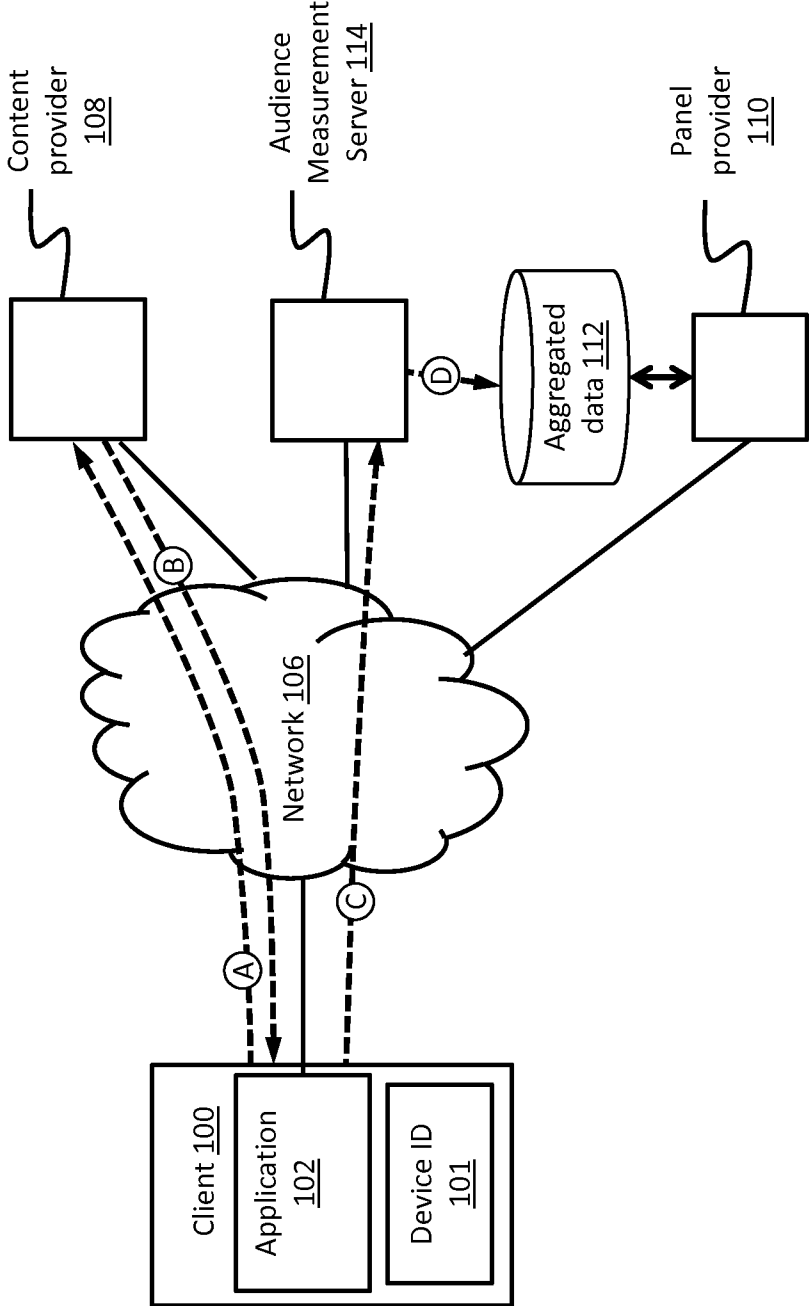 Client 100
Application
102
Device ID
101
A
B
C
Network 106
D
Content
provider
108
Audience
Measurement
Server 114
Aggregated
data 112
Panel
provider
110